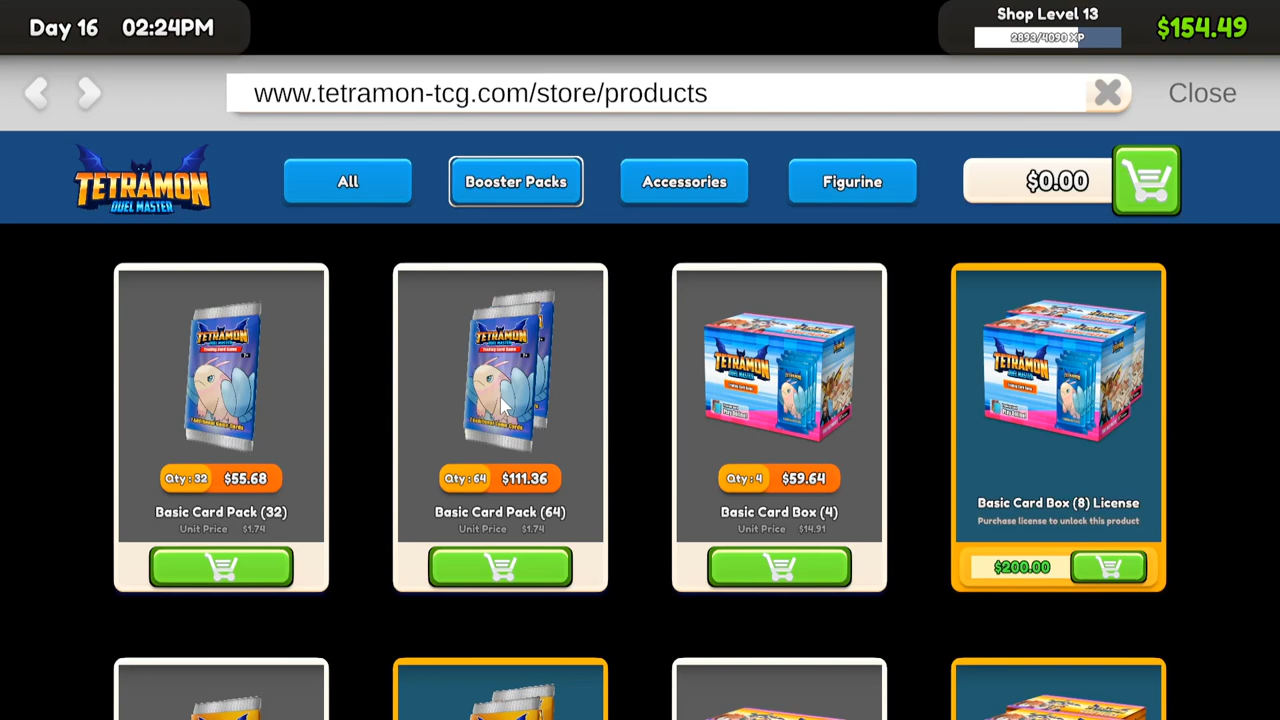 Day 16 02:24PM
Shop Level 13
2893/4090 XP
$154.49
www.tetramon-tcg.com/store/products
Close
TETRAMON
DUEL MASTER
All
Booster Packs
Accessories
Figurine
$0.00
TETRAMON
TETRAMON
TETRAMON
TETRAMON
Qty : 32 $55.68
Basic Card Pack (32)
Unit Price $1.74
Qty : 64 $111.36
Basic Card Pack (64)
Unit Price $1.74
Qty : 4 $59.64
Basic Card Box (4)
Unit Price $14.91
Basic Card Box (8) License
Purchase license to unlock this product
$200.00